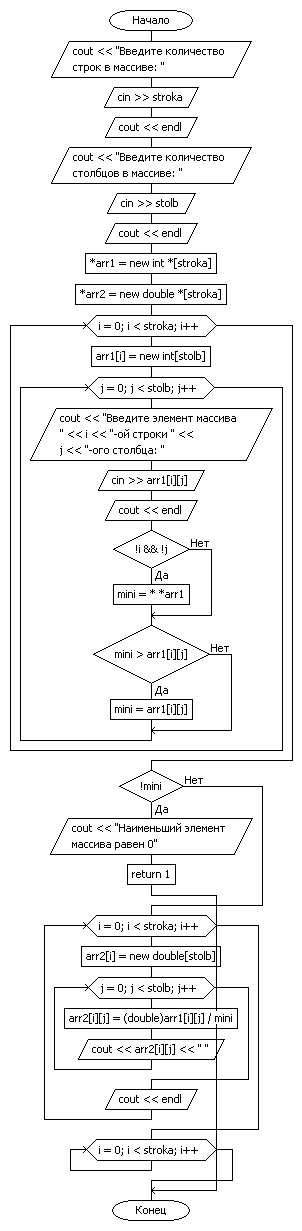 Начало
cout << "Введите количество
строк в массиве: "
cin >> stroka
cout << endl
cout << "Введите количество
столбцов в массиве: "
cin >> stolb
cout << endl
*arr1 = new int *[stroka]
*arr2 = new double *[stroka]
i = 0; i < stroka; i++
arr1[i] = new int[stolb]
j = 0; j < stolb; j++
cout << "Введите элемент массива
" << i << "-ой строки " <<
j << "-ого столбца: "
cin >> arr1[i][j]
cout << endl
!i && !j
Нет
Да
mini = * *arr1
mini > arr1[i][j]
Нет
Да
mini = arr1[i][j]
!mini
Нет
Да
cout << "Наименьший элемент
массива равен 0"
return 1
i = 0; i < stroka; i++
arr2[i] = new double[stolb]
j = 0; j < stolb; j++
arr2[i][j] = (double)arr1[i][j] / mini
cout << arr2[i][j] << " "
cout << endl
i = 0; i < stroka; i++
Конец